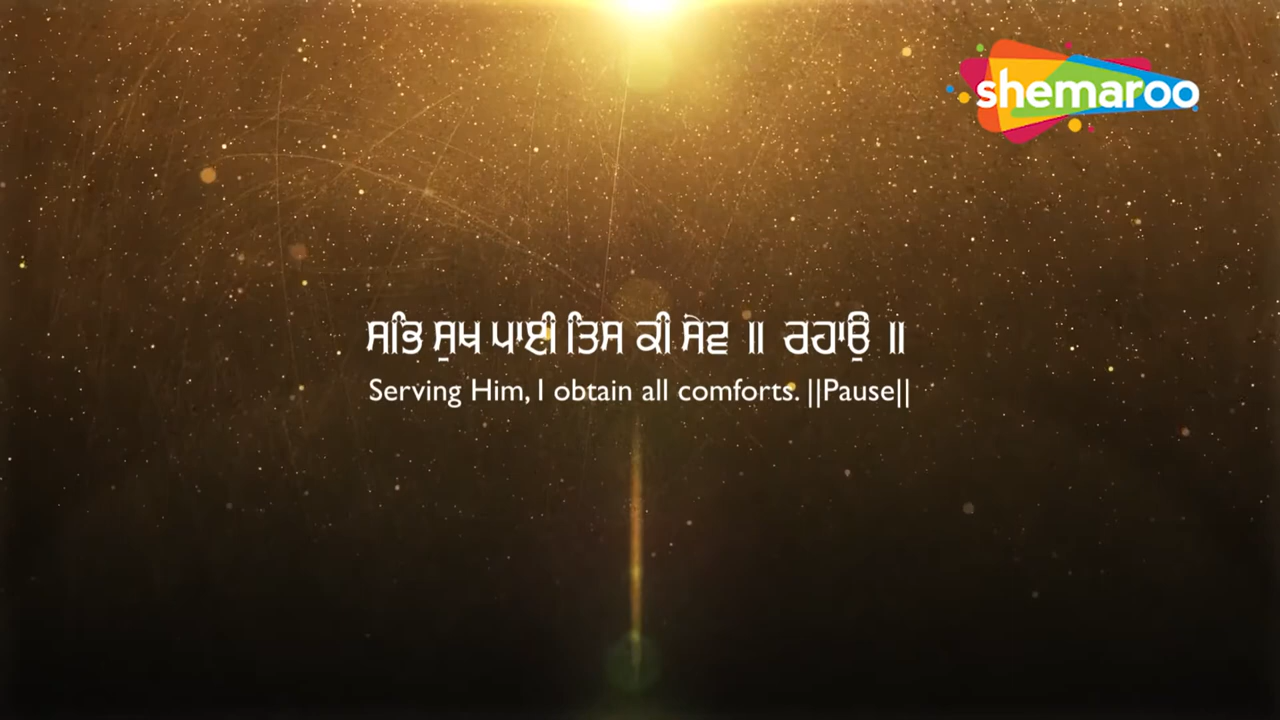 shemaroo
ਸਭਿ ਸੁਖ ਪਾਈ ਤਿਸ ਕੀ ਸੇਵ ॥ ਰਹਾਉ ॥
Serving Him, I obtain all comforts. ||Pause||